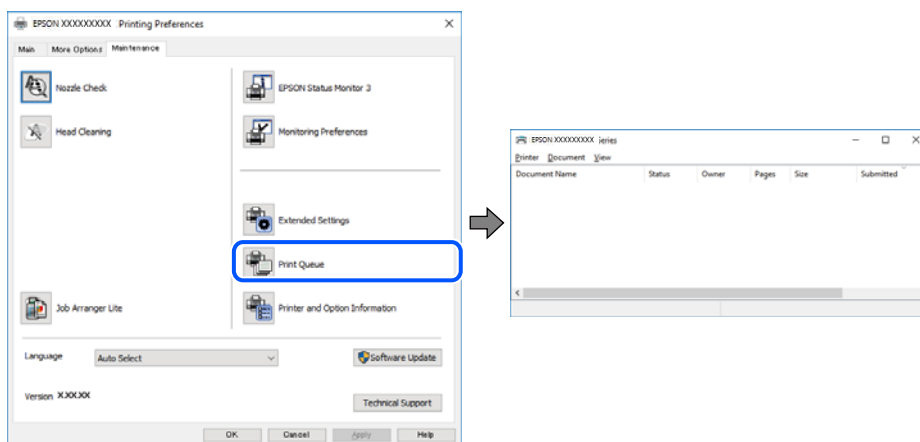 EPSON XXXXXXXXX Printing Preferences
Main More Options Maintenance
Nozzle Check
EPSON Status Monitor 3
Head Cleaning
Monitoring Preferences
Extended Settings
Print Queue
Job Arranger Lite
Printer and Option Information
Language Auto Select
Software Update
Version X.XX.XX
Technical Support
OK Cancel Apply Help
EPSON XXXXXXXXX ieries
Printer Document View
Document Name Status Owner Pages Size Submitted